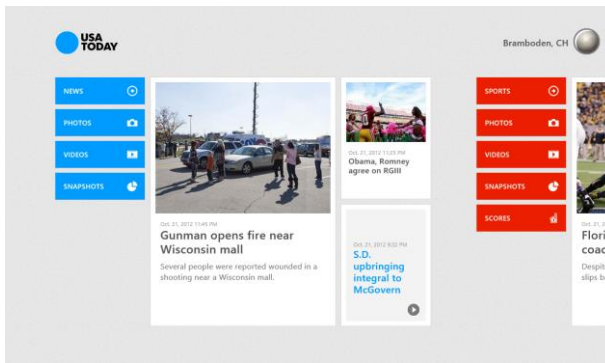 USA
TODAY
Bramboden, CH
NEWS
PHOTOS
VIDEOS
SNAPSHOTS
Oct. 21, 2012 11:45 PM
Gunman opens fire near
Wisconsin mall
Several people were reported wounded in a
shooting near a Wisconsin mall.
Oct. 21, 2012 11:25 PM
Obama, Romney
agree on RGIII
Oct. 21, 2012 8:22 PM
S.D.
upbringing
integral to
McGovern
SPORTS
PHOTOS
VIDEOS
SNAPSHOTS
SCORES
Oct. 21, 2
Flori
coac
Despit
slips b